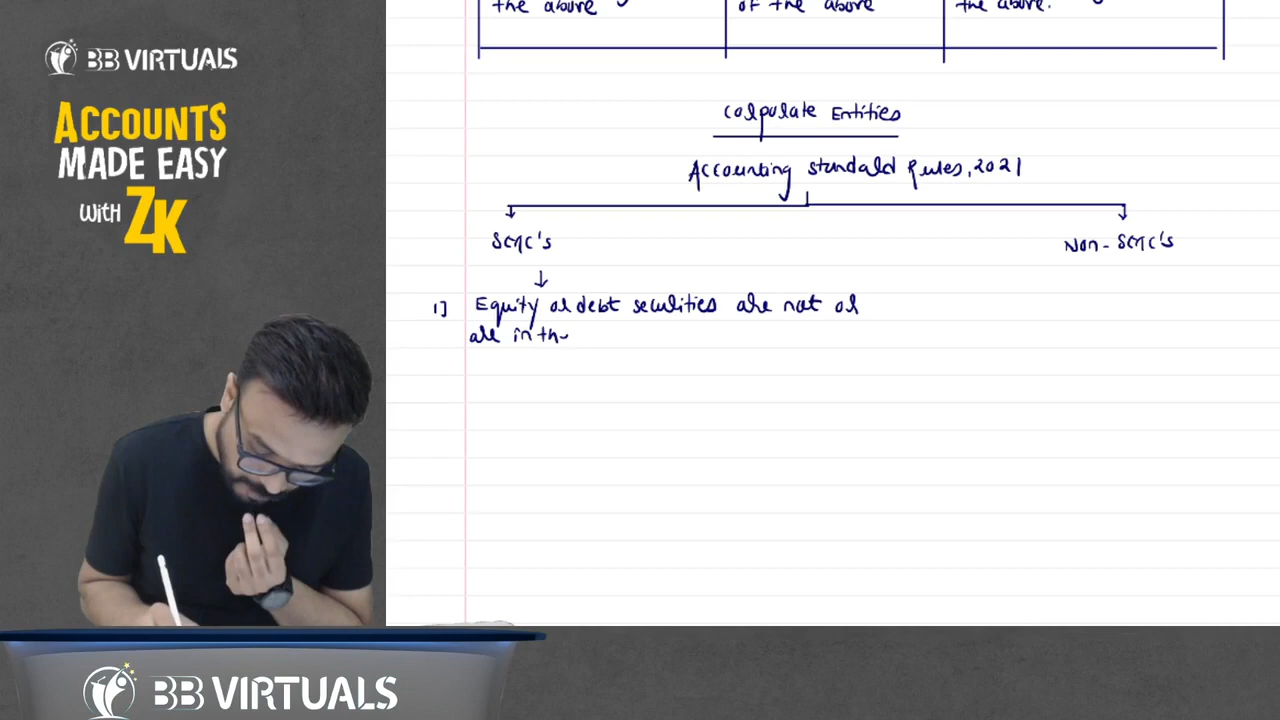 BB VIRTUALS
ACCOUNTS
MADE EASY
WITH ZK
the above
of the above
the above.
Corporate Entities
Accounting Standard Rules, 2021
SMC's
Non-SMC's
1] Equity or debt securities are not or
are in th
BB VIRTUALS